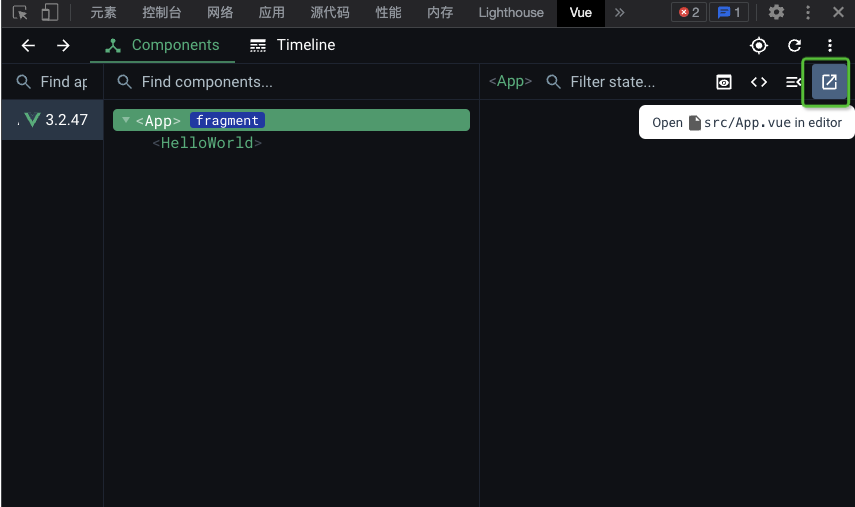 元素 控制台 网络 应用 源代码 性能 内存 Lighthouse Vue 2 1
Components Timeline
Find ap Find components... <App> Filter state...
3.2.47 <App> fragment
Open src/App.vue in editor
<HelloWorld>